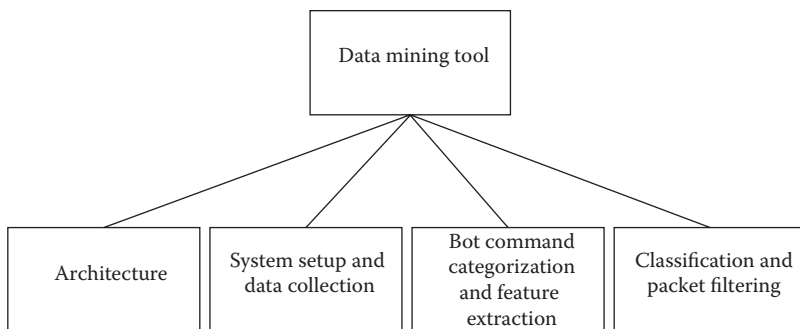 Data mining tool
Architecture
System setup and
data collection
Bot command
categorization
and feature
extraction
Classification and
packet filtering